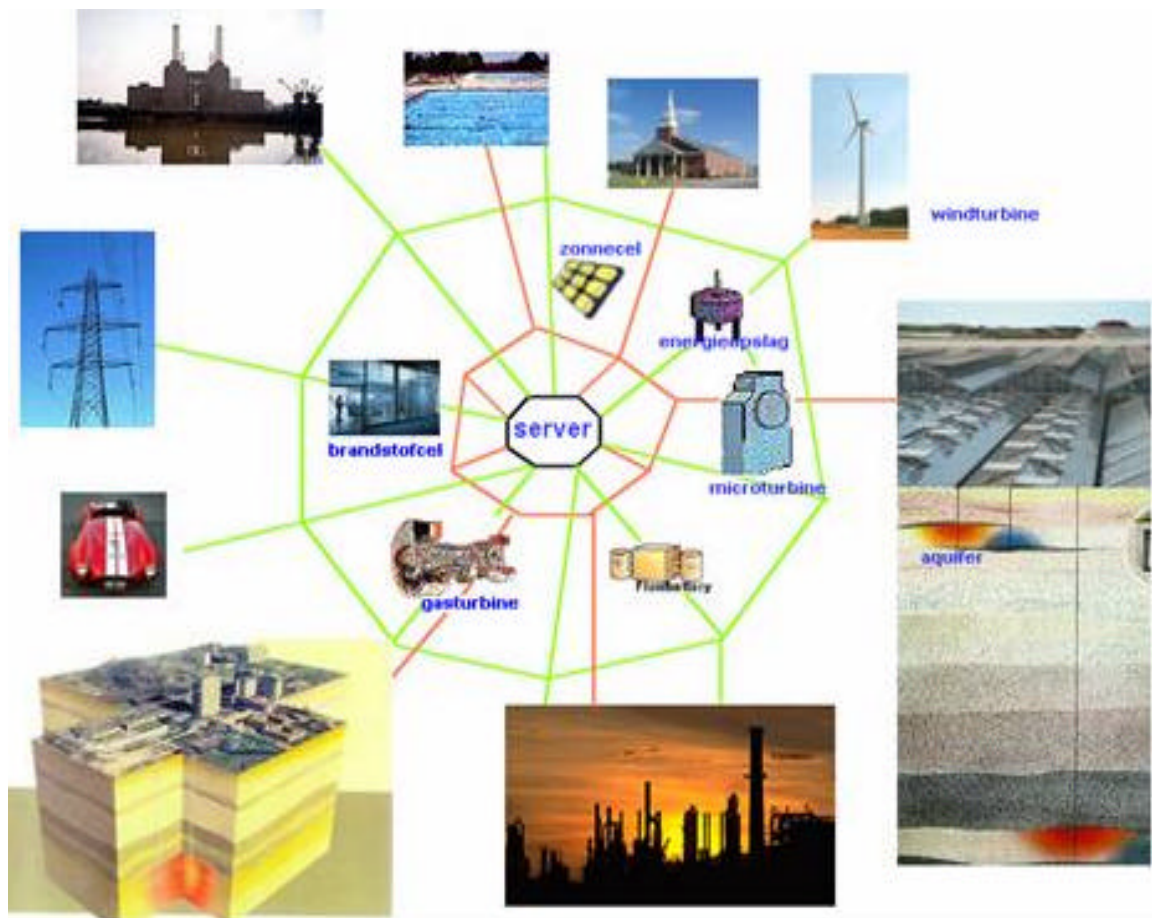 windturbine
zonnecel
energieopslag
server
brandstofcel
microturbine
aquifer
gasturbine